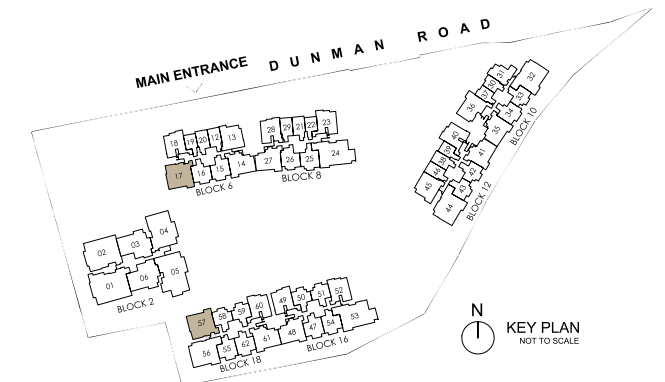 DUNMAN ROAD
MAIN ENTRANCE
18 19 20 12 13
17 16 15 14
BLOCK 6
28 29 21 22 23
27 26 25 24
BLOCK 8
36 37 30 31 32
35 34 33
BLOCK 10
45 46 38 39 40
44 43 42 41
BLOCK 12
02 03 04
01 06 05
BLOCK 2
57 58 59 60
56 55 62 61
BLOCK 18
49 50 51 52
48 47 54 53
BLOCK 16
N
KEY PLAN
NOT TO SCALE